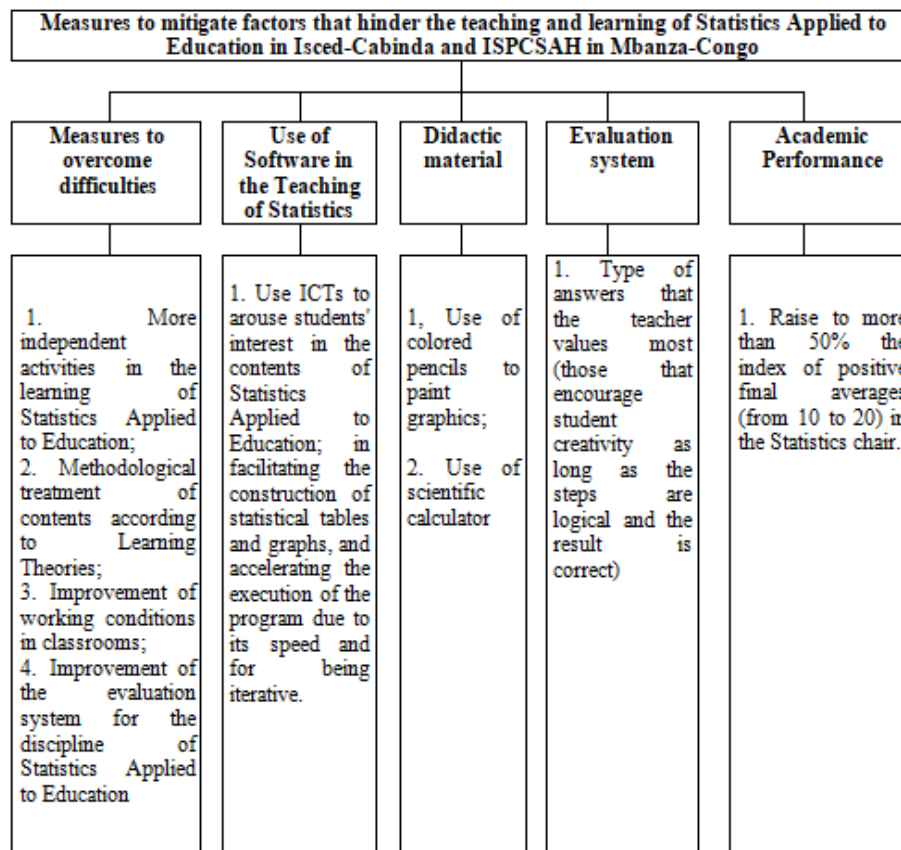 Measures to mitigate factors that hinder the teaching and learning of Statistics Applied to
Education in Isced-Cabinda and ISPCSAH in Mbanza-Congo
Measures to
overcome
difficulties
Use of
Software in
the Teaching
of Statistics
Didactic
material
Evaluation
system
Academic
Performance
1. More
independent
activities in the
learning of
Statistics Applied
to Education;
2. Methodological
treatment of
contents according
to Learning
Theories;
3. Improvement of
working conditions
in classrooms;
4. Improvement of
the evaluation
system for the
discipline of
Statistics Applied
to Education
1. Use ICTs to
arouse students'
interest in the
contents of
Statistics
Applied to
Education; in
facilitating the
construction of
statistical tables
and graphs, and
accelerating the
execution of the
program due to
its speed and
for being
iterative.
1, Use of
colored
pencils to
paint
graphics;
2. Use of
scientific
calculator
1. Type of
answers that
the teacher
values most
(those that
encourage
student
creativity as
long as the
steps are
logical and the
result is
correct)
1. Raise to more
than 50% the
index of positive
final averages
(from 10 to 20) in
the Statistics chair.